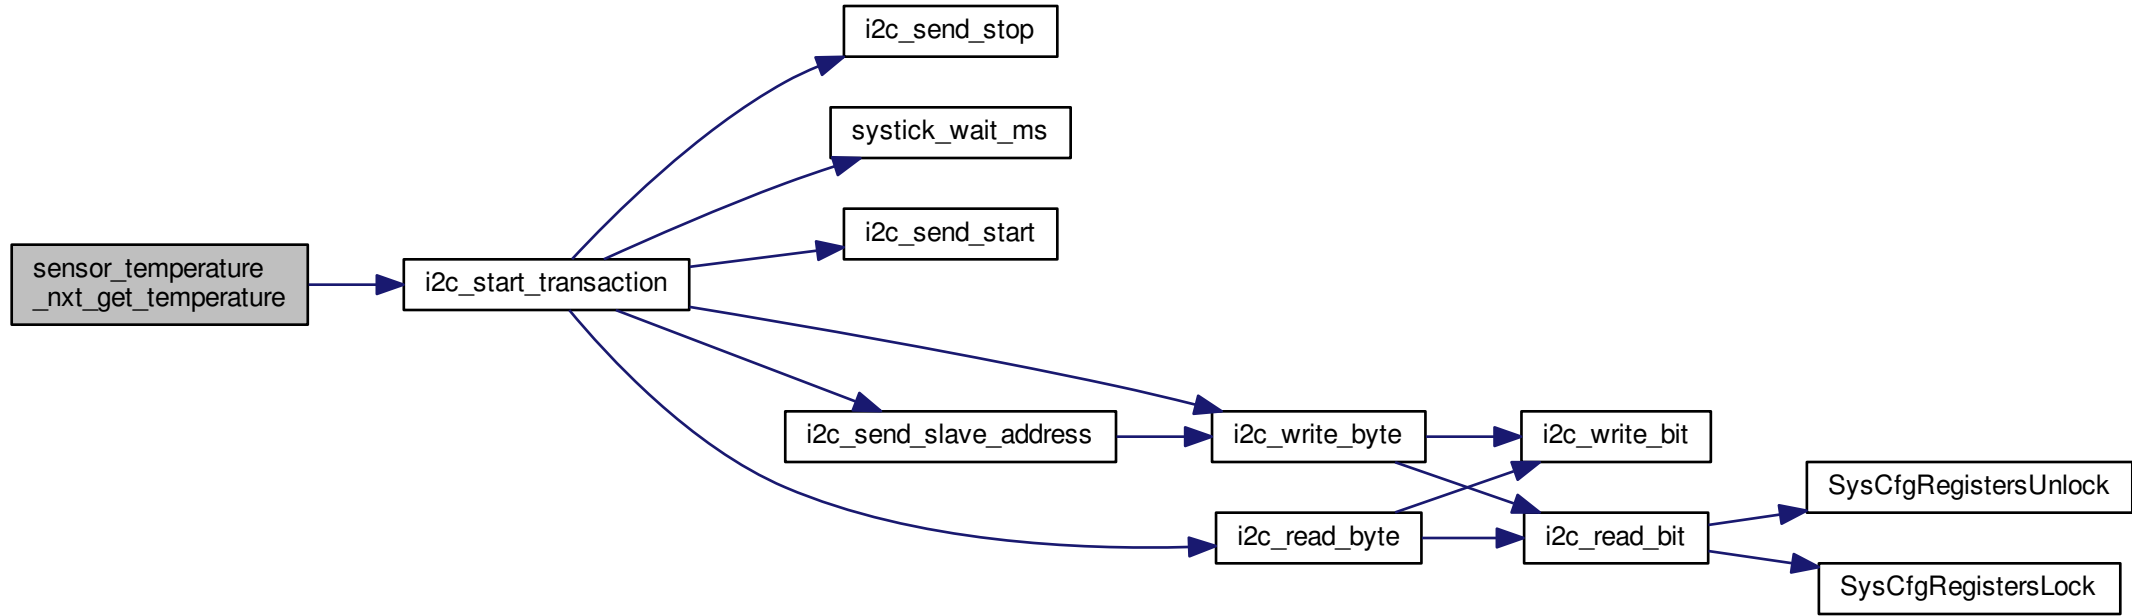 i2c_send_stop
systick_wait_ms
i2c_send_start
sensor_temperature
_nxt_get_temperature
i2c_start_transaction
i2c_send_slave_address
i2c_write_byte
i2c_write_bit
SysCfgRegistersUnlock
i2c_read_byte
i2c_read_bit
SysCfgRegistersLock